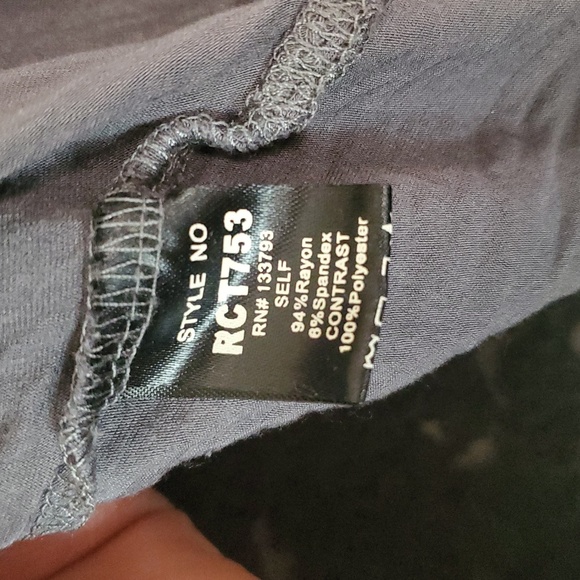 STYLE NO
RCT753
RN# 133793
SELF
94%Rayon
6%Spandex
CONTRAST
100%Polyester